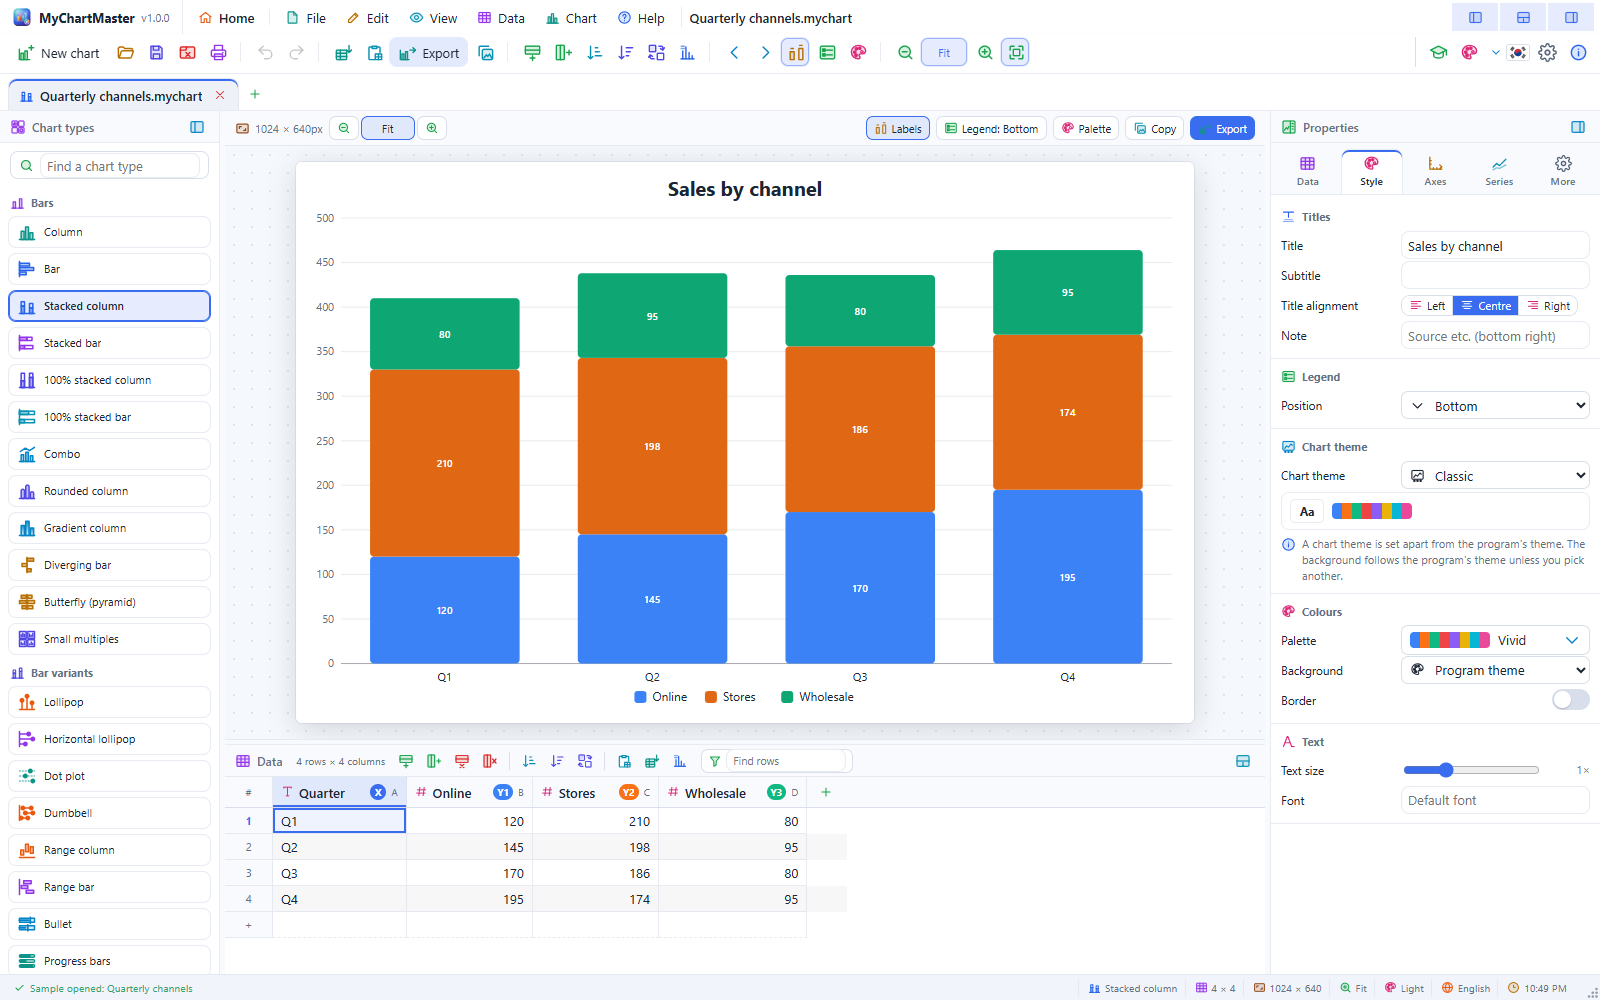 MyChartMaster v1.0.0 Home File Edit View Data Chart Help Quarterly channels.mychart
New chart Export Fit
Quarterly channels.mychart
Chart types
Find a chart type
Bars
Column
Bar
Stacked column
Stacked bar
100% stacked column
100% stacked bar
Combo
Rounded column
Gradient column
Diverging bar
Butterfly (pyramid)
Small multiples
Bar variants
Lollipop
Horizontal lollipop
Dot plot
Dumbbell
Range column
Range bar
Bullet
Progress bars
1024 × 640px Fit Labels Legend: Bottom Palette Copy Export
Sales by channel
500
450
400
350
300
250
200
150
100
50
0
80 95 80 95
210 198 186 174
120 145 170 195
Q1 Q2 Q3 Q4
Online Stores Wholesale
Data 4 rows × 4 columns Find rows
# Quarter X A # Online Y1 B # Stores Y2 C # Wholesale Y3 D +
1 Q1 120 210 80
2 Q2 145 198 95
3 Q3 170 186 80
4 Q4 195 174 95
+
Properties
Data Style Axes Series More
Titles
Title Sales by channel
Subtitle
Title alignment Left Centre Right
Note Source etc. (bottom right)
Legend
Position Bottom
Chart theme
Chart theme Classic
Aa
A chart theme is set apart from the program's theme. The
background follows the program's theme unless you pick
another.
Colours
Palette Vivid
Background Program theme
Border
Text
Text size 1×
Font Default font
Sample opened: Quarterly channels Stacked column 4 × 4 1024 × 640 Fit Light English 10:49 PM